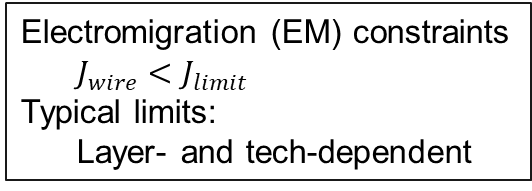 Electromigration (EM) constraints
J_wire < J_limit
Typical limits:
Layer- and tech-dependent